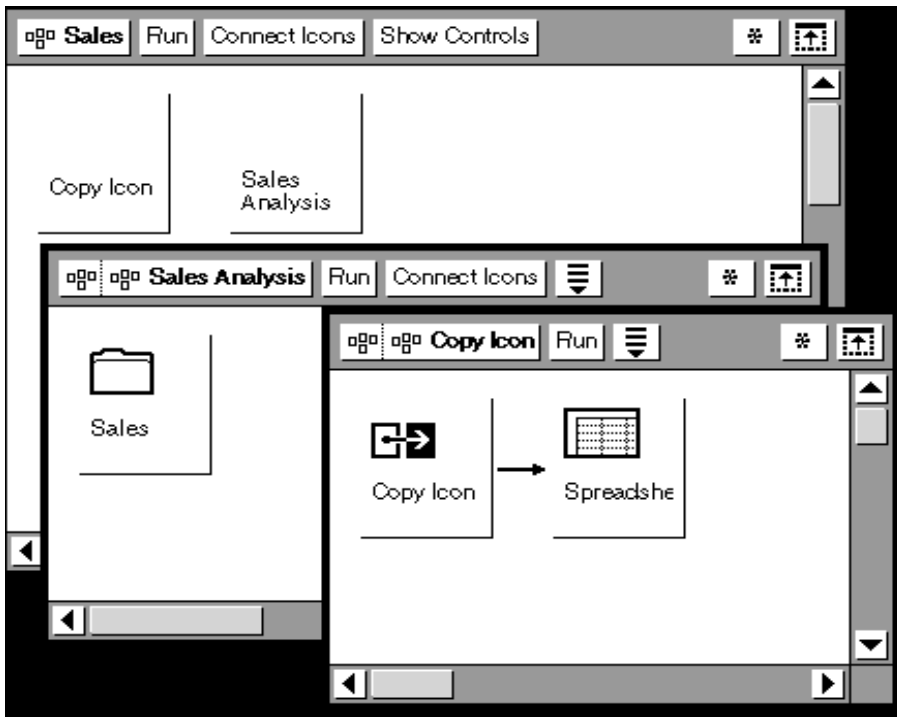 Sales Run Connect Icons Show Controls
Copy Icon
Sales
Analysis
Sales Analysis Run Connect Icons
Sales
Copy Icon Run
Copy Icon
Spreadshe